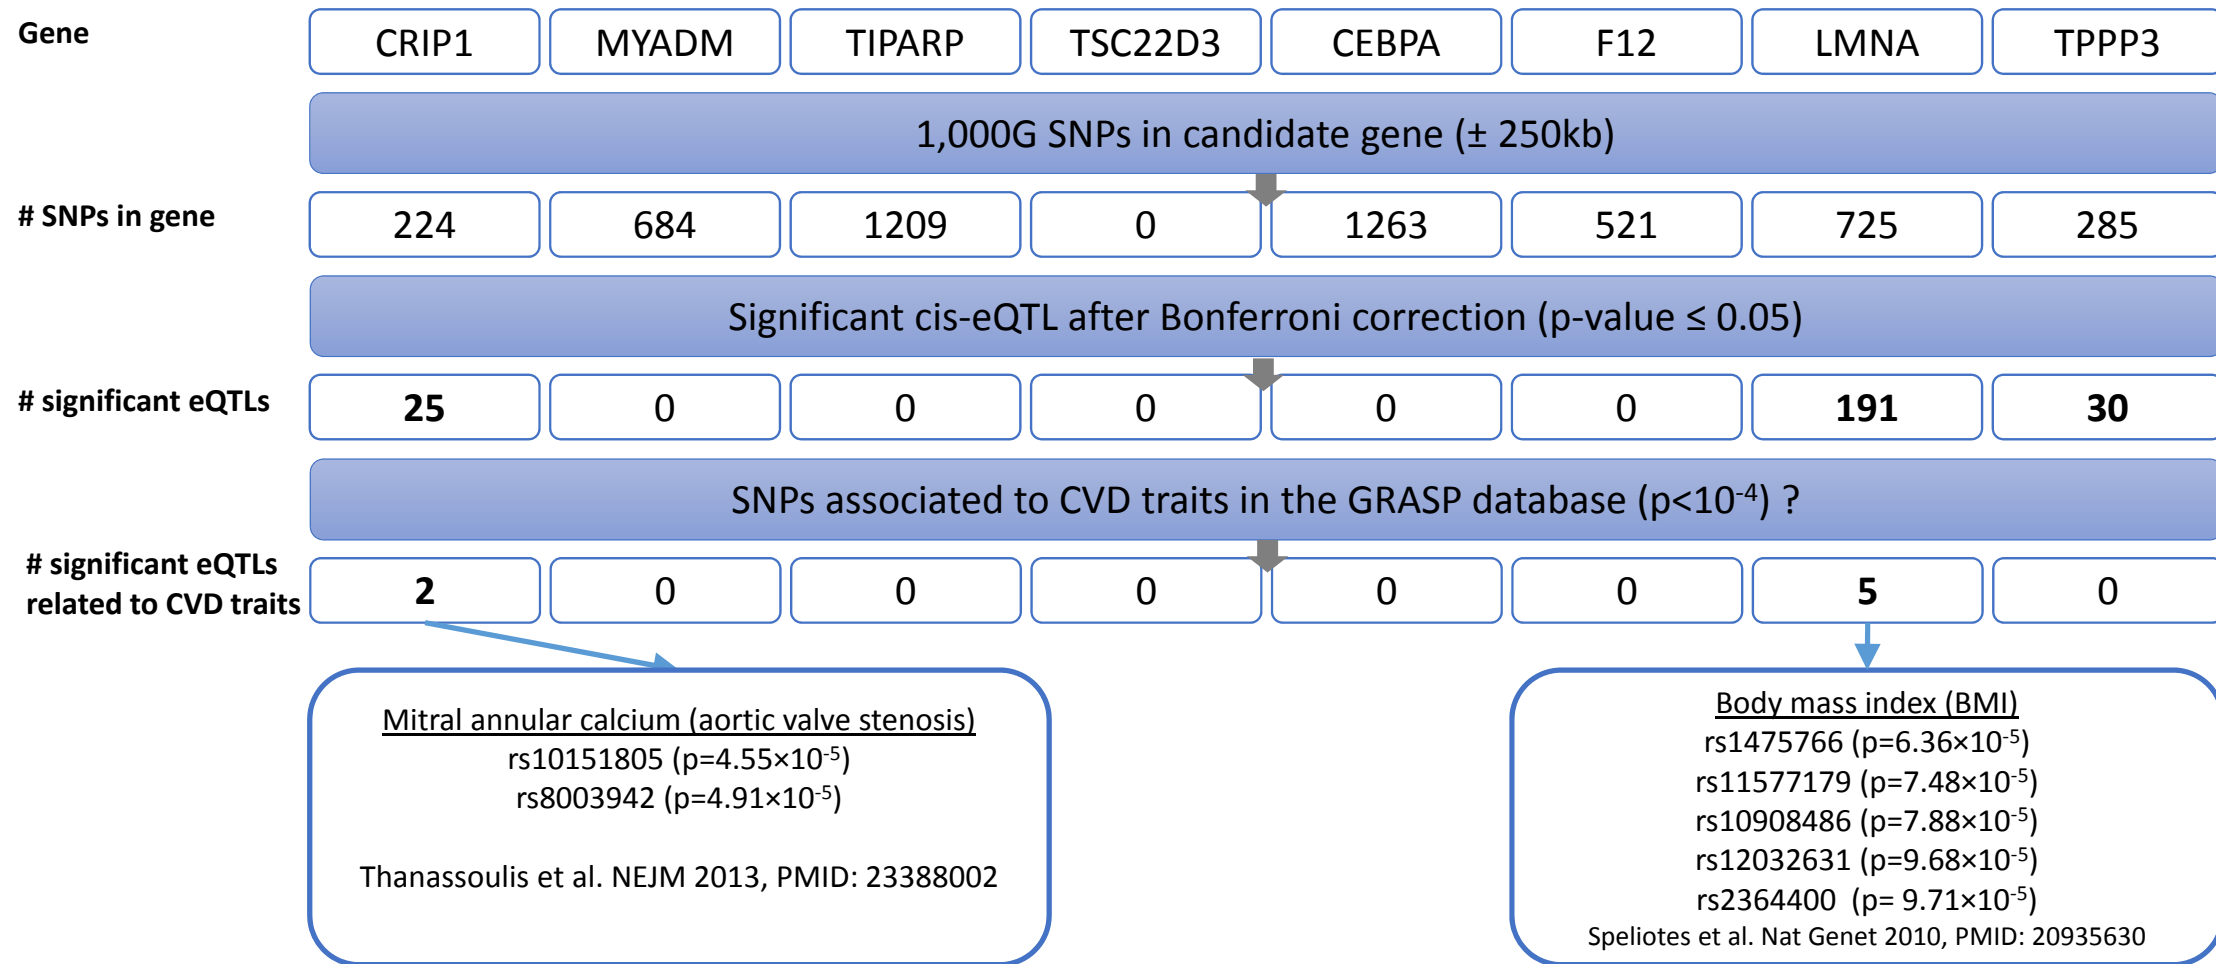 Gene
CRIP1 MYADM TIPARP TSC22D3 CEBPA F12 LMNA TPPP3
1,000G SNPs in candidate gene (± 250kb)
# SNPs in gene
224 684 1209 0 1263 521 725 285
Significant cis-eQTL after Bonferroni correction (p-value ≤ 0.05)
# significant eQTLs
25 0 0 0 0 0 191 30
SNPs associated to CVD traits in the GRASP database (p<10⁻⁴) ?
# significant eQTLs
related to CVD traits
2 0 0 0 0 0 5 0
Mitral annular calcium (aortic valve stenosis)
rs10151805 (p=4.55×10⁻⁵)
rs8003942 (p=4.91×10⁻⁵)
Thanassoulis et al. NEJM 2013, PMID: 23388002
Body mass index (BMI)
rs1475766 (p=6.36×10⁻⁵)
rs11577179 (p=7.48×10⁻⁵)
rs10908486 (p=7.88×10⁻⁵)
rs12032631 (p=9.68×10⁻⁵)
rs2364400 (p= 9.71×10⁻⁵)
Speliotes et al. Nat Genet 2010, PMID: 20935630